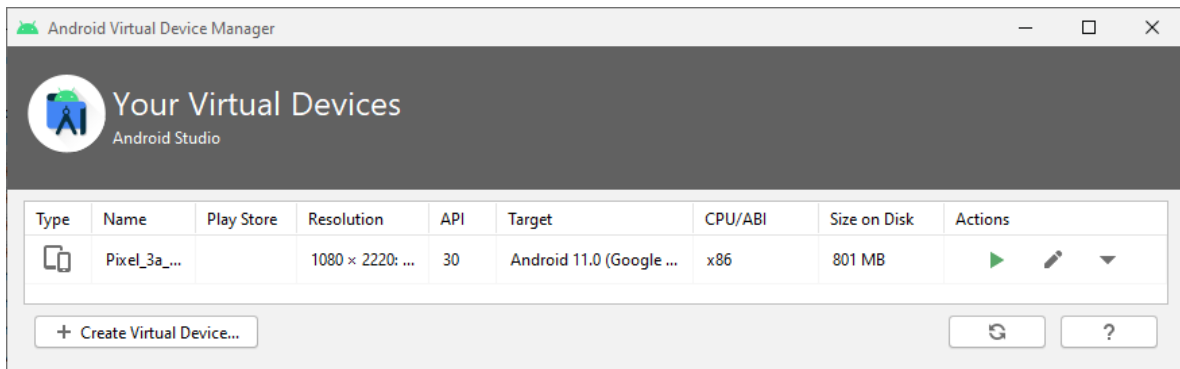 Android Virtual Device Manager
Your Virtual Devices
Android Studio
Type Name Play Store Resolution API Target CPU/ABI Size on Disk Actions
Pixel_3a_... 1080 × 2220: ... 30 Android 11.0 (Google ... x86 801 MB
+ Create Virtual Device... ?